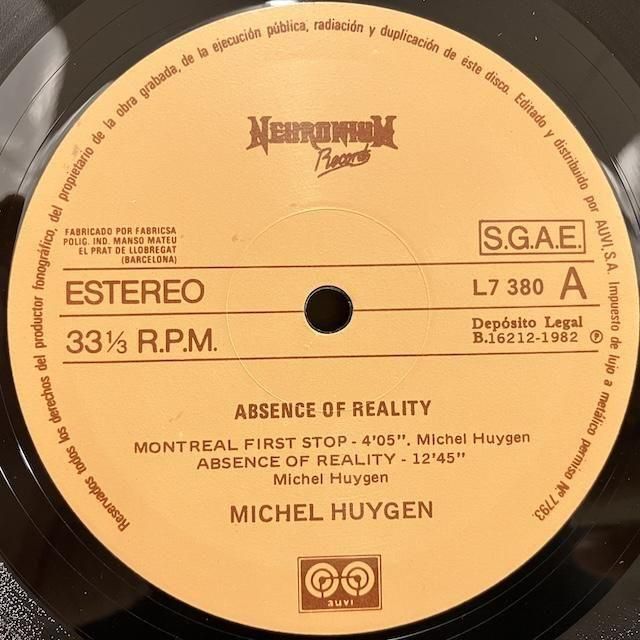 Reservados todos los derechos del productor fonográfico, del propietario de la obra grabada, de la ejecución pública, radiación y duplicación de éste disco. Editado y distribuido por AUVI, S.A. Impuesto de lujo a metálico permiso Nº 7793.
NEURONIUM
Records
FABRICADO POR FABRICSA
POLIG. IND. MANSO MATEU
EL PRAT DE LLOBREGAT
(BARCELONA)
S.G.A.E.
ESTEREO
L7 380 A
33⅓ R.P.M.
Depósito Legal
B.16212-1982 Ⓟ
ABSENCE OF REALITY
MONTREAL FIRST STOP - 4'05". Michel Huygen
ABSENCE OF REALITY - 12'45"
Michel Huygen
MICHEL HUYGEN
auvi